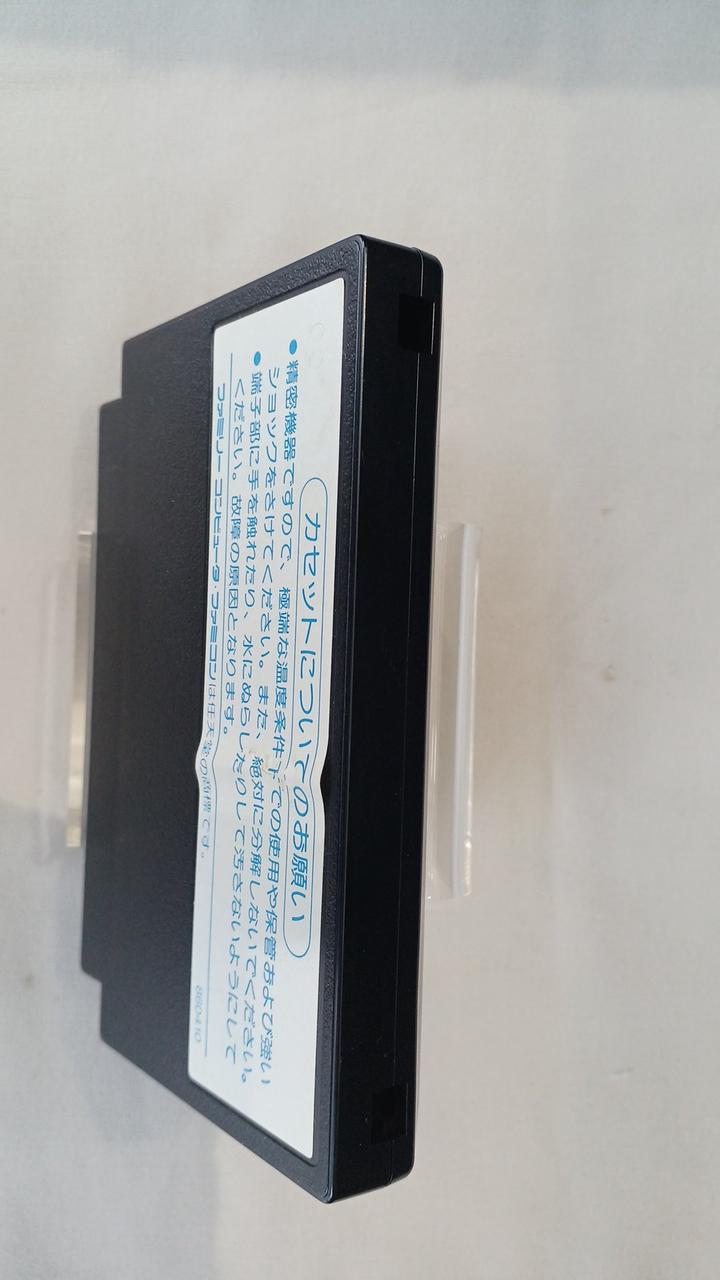 カセットについてのお願い
●精密機器ですので、極端な温度条件下での使用や保管および強い
ショックをさけてください。また、絶対に分解しないでください。
●端子部に手を触れたり、水にぬらしたりして汚さないようにして
ください。故障の原因となります。
ファミリー コンピュータ・ファミコンは任天堂の商標です。